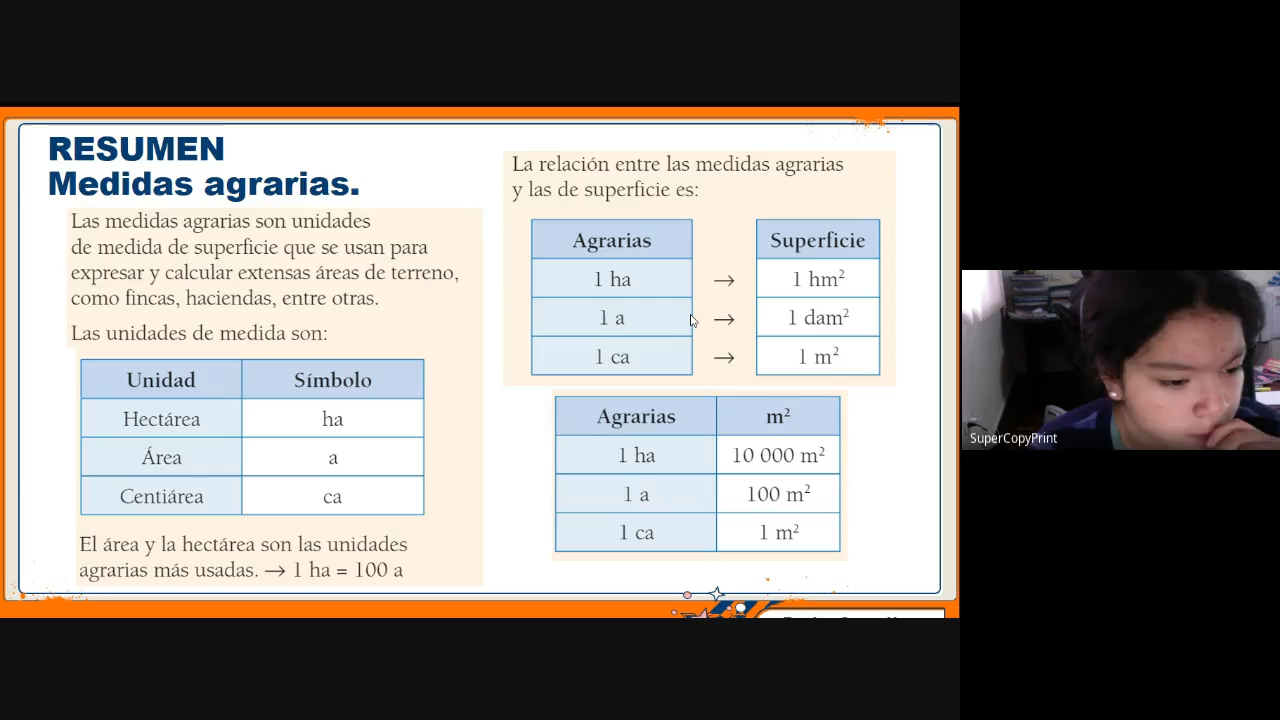 RESUMEN
Medidas agrarias.
Las medidas agrarias son unidades
de medida de superficie que se usan para
expresar y calcular extensas áreas de terreno,
como fincas, haciendas, entre otras.
Las unidades de medida son:
Unidad Símbolo
Hectárea ha
Área a
Centiárea ca
El área y la hectárea son las unidades
agrarias más usadas. → 1 ha = 100 a
La relación entre las medidas agrarias
y las de superficie es:
Agrarias Superficie
1 ha → 1 hm²
1 a → 1 dam²
1 ca → 1 m²
Agrarias m²
1 ha 10 000 m²
1 a 100 m²
1 ca 1 m²
SuperCopyPrint